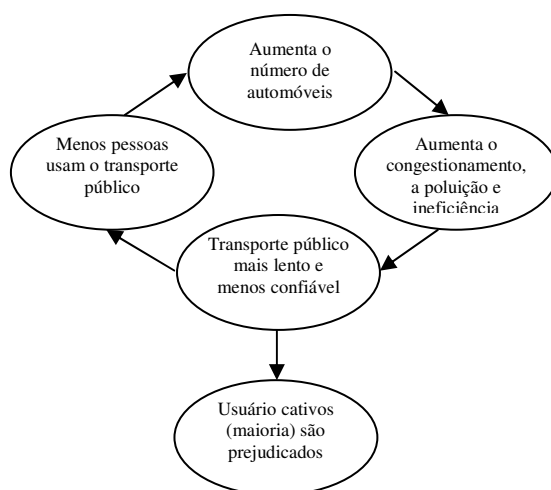 Aumenta o
número de
automóveis
Menos pessoas
usam o transporte
público
Aumenta o
congestionamento,
a poluição e
ineficiência
Transporte público
mais lento e
menos confiável
Usuário cativos
(maioria) são
prejudicados